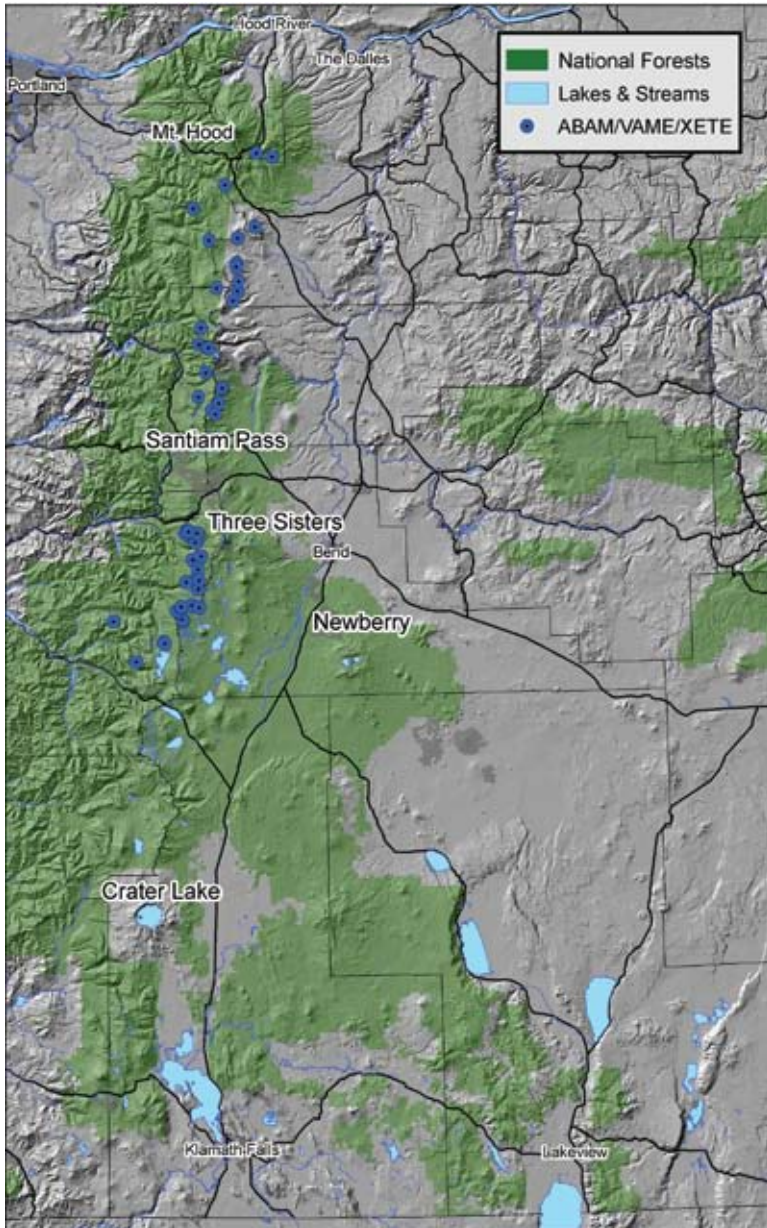 Hood River
The Dalles
Portland
Mt. Hood
National Forests
Lakes & Streams
ABAM/VAME/XETE
Santiam Pass
Three Sisters
Bend
Newberry
Crater Lake
Klamath Falls
Lakeview